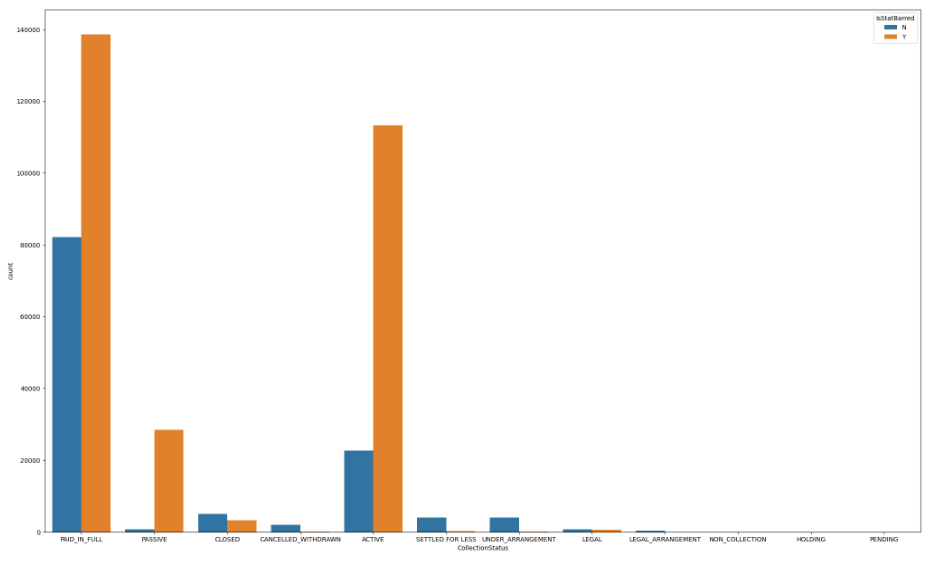 IsStatBarred
N
Y
140000
120000
100000
80000
60000
40000
20000
0
count
PAID_IN_FULL PASSIVE CLOSED CANCELLED_WITHDRAWN ACTIVE SETTLED FOR LESS UNDER_ARRANGEMENT LEGAL LEGAL_ARRANGEMENT NON_COLLECTION HOLDING PENDING
CollectionStatus